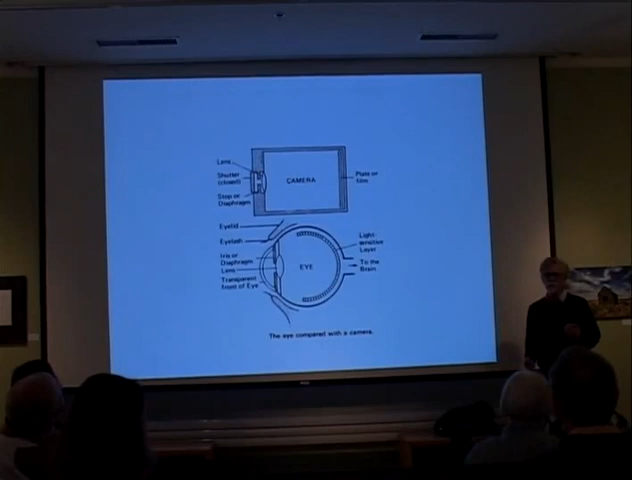 Lens
Shutter
(closed)
Stop or
Diaphragm
CAMERA
Plate or
film
Eyelid
Eyelash
Iris or
Diaphragm
Lens
Transparent
front of Eye
EYE
Light-
sensitive
Layer
To the
Brain
The eye compared with a camera.